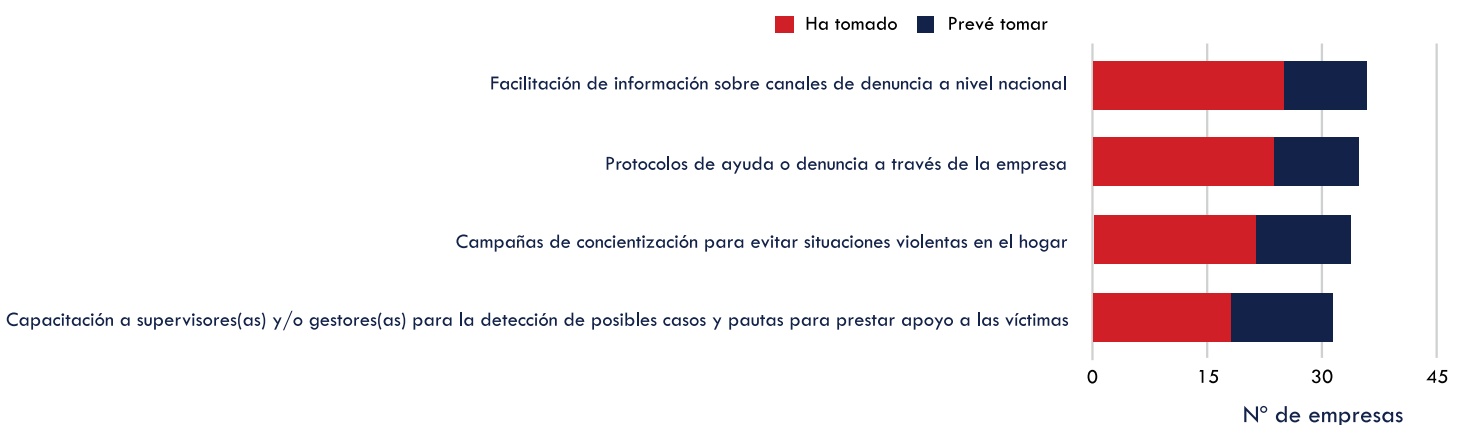 Ha tomado Prevé tomar
Facilitación de información sobre canales de denuncia a nivel nacional
Protocolos de ayuda o denuncia a través de la empresa
Campañas de concientización para evitar situaciones violentas en el hogar
Capacitación a supervisores(as) y/o gestores(as) para la detección de posibles casos y pautas para prestar apoyo a las víctimas
0 15 30 45
Nº de empresas